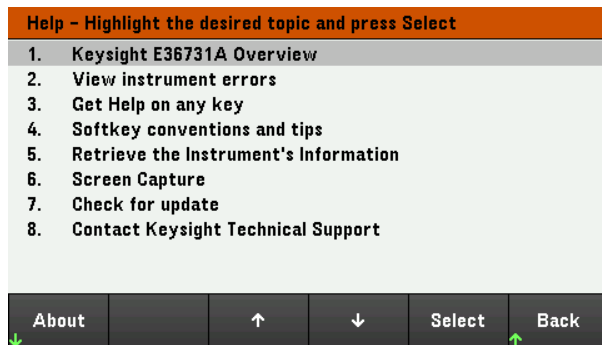 Help - Highlight the desired topic and press Select
1. Keysight E36731A Overview
2. View instrument errors
3. Get Help on any key
4. Softkey conventions and tips
5. Retrieve the Instrument's Information
6. Screen Capture
7. Check for update
8. Contact Keysight Technical Support
About ↑ ↓ Select Back